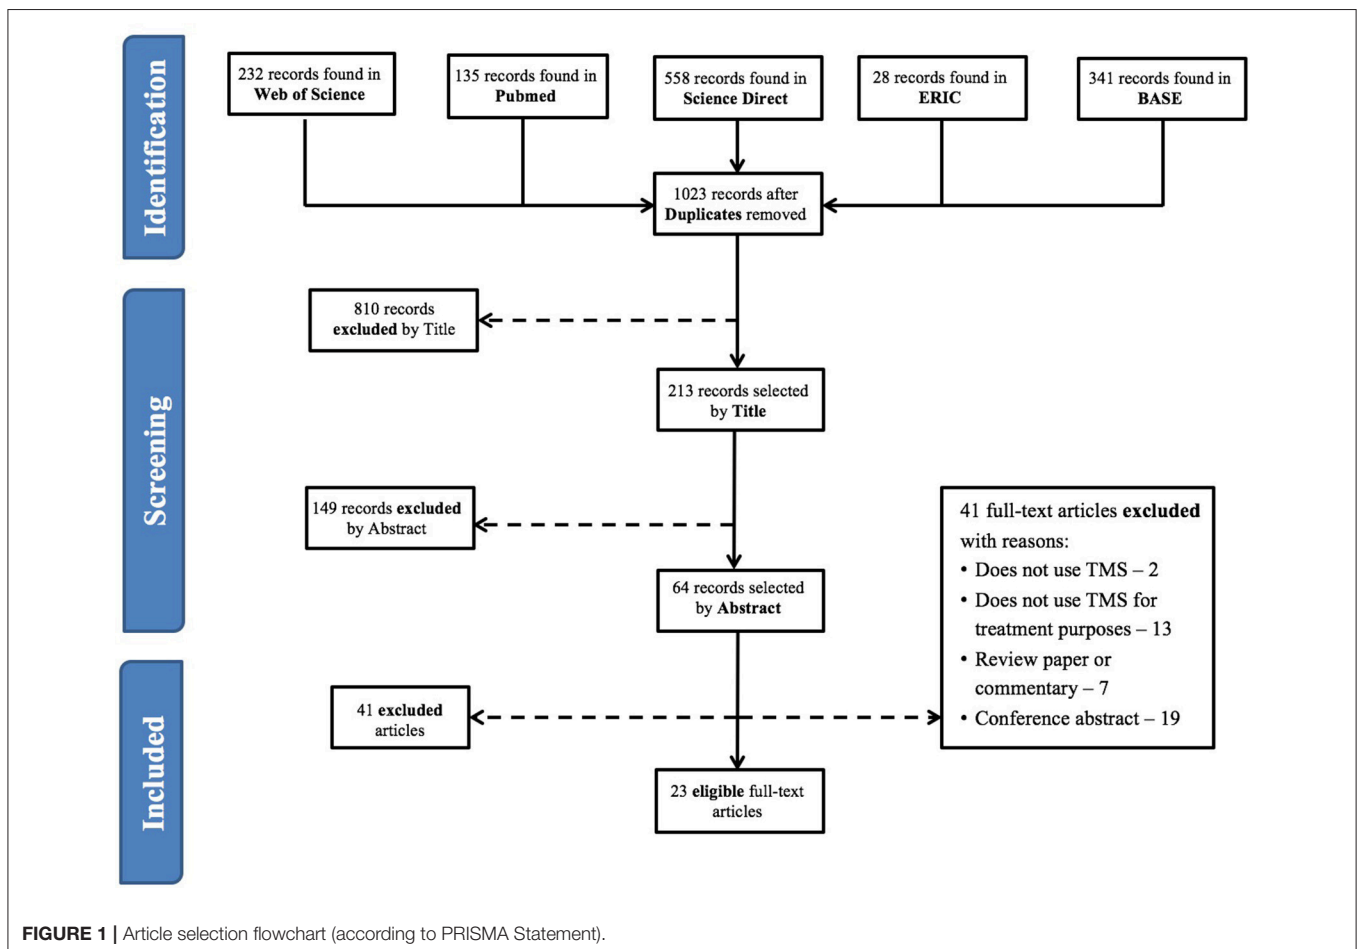 Identification
232 records found in
Web of Science
135 records found in
Pubmed
558 records found in
Science Direct
28 records found in
ERIC
341 records found in
BASE
1023 records after
Duplicates removed
Screening
810 records
excluded by Title
213 records selected
by Title
149 records excluded
by Abstract
64 records selected
by Abstract
41 full-text articles excluded
with reasons:
• Does not use TMS – 2
• Does not use TMS for
treatment purposes – 13
• Review paper or
commentary – 7
• Conference abstract – 19
Included
41 excluded
articles
23 eligible full-text
articles
FIGURE 1 | Article selection flowchart (according to PRISMA Statement).